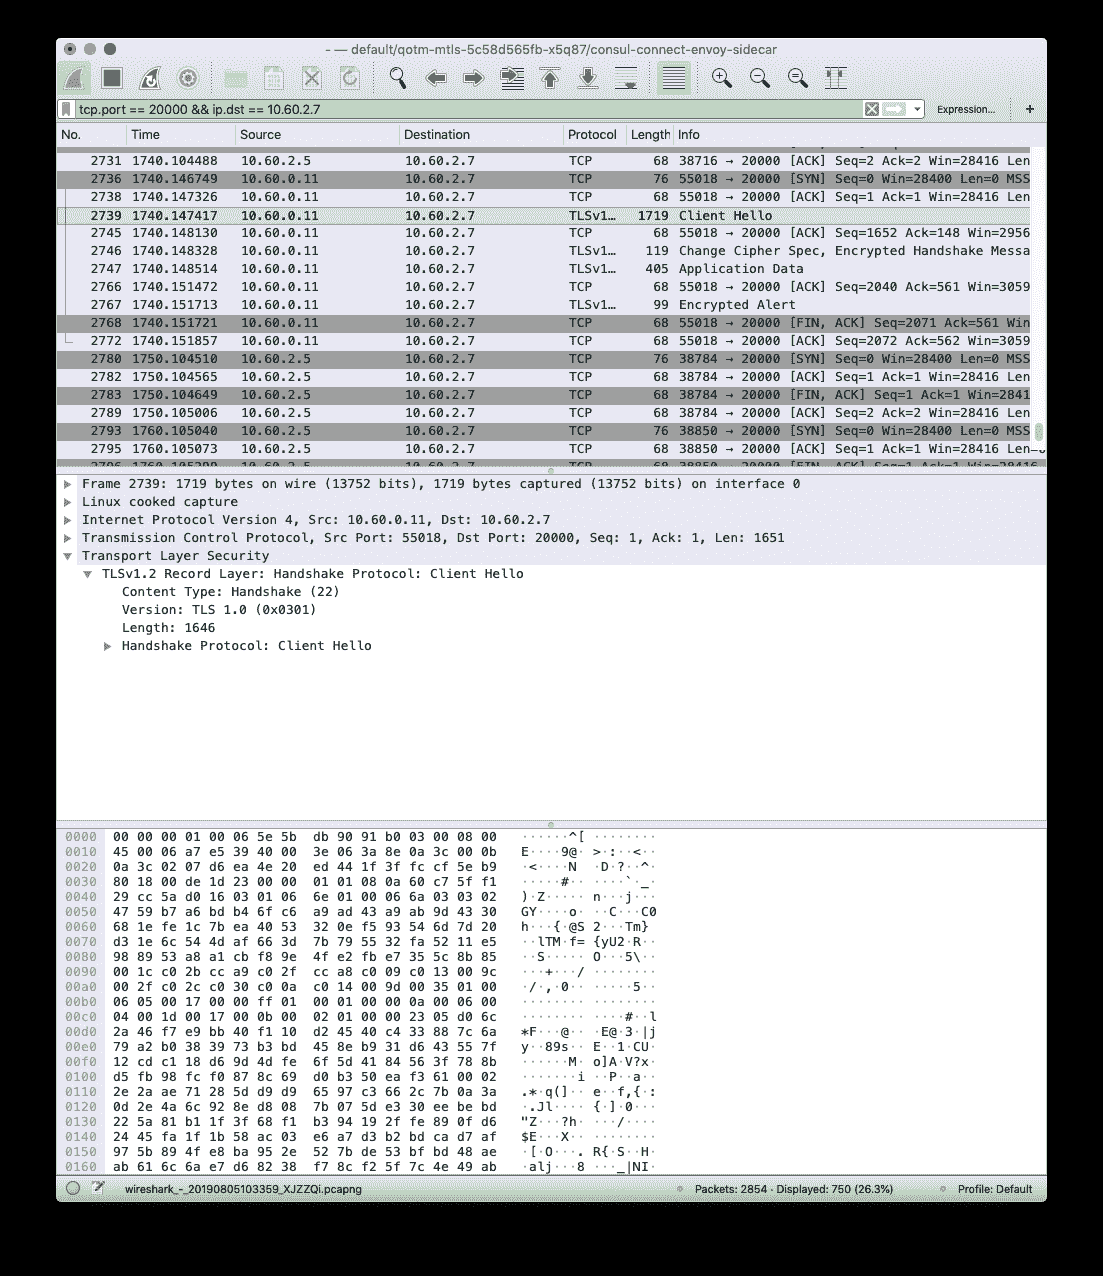 - — default/qotm-mtls-5c58d565fb-x5q87/consul-connect-envoy-sidecar
tcp.port == 20000 && ip.dst == 10.60.2.7 Expression… +
No. Time Source Destination Protocol Length Info
2731 1740.104488 10.60.2.5 10.60.2.7 TCP 68 38716 → 20000 [ACK] Seq=2 Ack=2 Win=28416 Len
2736 1740.146749 10.60.0.11 10.60.2.7 TCP 76 55018 → 20000 [SYN] Seq=0 Win=28400 Len=0 MSS
2738 1740.147326 10.60.0.11 10.60.2.7 TCP 68 55018 → 20000 [ACK] Seq=1 Ack=1 Win=28416 Len
2739 1740.147417 10.60.0.11 10.60.2.7 TLSv1… 1719 Client Hello
2745 1740.148130 10.60.0.11 10.60.2.7 TCP 68 55018 → 20000 [ACK] Seq=1652 Ack=148 Win=2956
2746 1740.148328 10.60.0.11 10.60.2.7 TLSv1… 119 Change Cipher Spec, Encrypted Handshake Messa
2747 1740.148514 10.60.0.11 10.60.2.7 TLSv1… 405 Application Data
2766 1740.151472 10.60.0.11 10.60.2.7 TCP 68 55018 → 20000 [ACK] Seq=2040 Ack=561 Win=3059
2767 1740.151713 10.60.0.11 10.60.2.7 TLSv1… 99 Encrypted Alert
2768 1740.151721 10.60.0.11 10.60.2.7 TCP 68 55018 → 20000 [FIN, ACK] Seq=2071 Ack=561 Win
2772 1740.151857 10.60.0.11 10.60.2.7 TCP 68 55018 → 20000 [ACK] Seq=2072 Ack=562 Win=3059
2780 1750.104510 10.60.2.5 10.60.2.7 TCP 76 38784 → 20000 [SYN] Seq=0 Win=28400 Len=0 MSS
2782 1750.104565 10.60.2.5 10.60.2.7 TCP 68 38784 → 20000 [ACK] Seq=1 Ack=1 Win=28416 Len
2783 1750.104649 10.60.2.5 10.60.2.7 TCP 68 38784 → 20000 [FIN, ACK] Seq=1 Ack=1 Win=2841
2789 1750.105006 10.60.2.5 10.60.2.7 TCP 68 38784 → 20000 [ACK] Seq=2 Ack=2 Win=28416 Len
2793 1760.105040 10.60.2.5 10.60.2.7 TCP 76 38850 → 20000 [SYN] Seq=0 Win=28400 Len=0 MSS
2795 1760.105073 10.60.2.5 10.60.2.7 TCP 68 38850 → 20000 [ACK] Seq=1 Ack=1 Win=28416 Len=0
Frame 2739: 1719 bytes on wire (13752 bits), 1719 bytes captured (13752 bits) on interface 0
Linux cooked capture
Internet Protocol Version 4, Src: 10.60.0.11, Dst: 10.60.2.7
Transmission Control Protocol, Src Port: 55018, Dst Port: 20000, Seq: 1, Ack: 1, Len: 1651
Transport Layer Security
TLSv1.2 Record Layer: Handshake Protocol: Client Hello
Content Type: Handshake (22)
Version: TLS 1.0 (0x0301)
Length: 1646
Handshake Protocol: Client Hello
0000 00 00 00 01 00 06 5e 5b db 90 91 b0 03 00 08 00 ······^[ ········
0010 45 00 06 a7 e5 39 40 00 3e 06 3a 8e 0a 3c 00 0b E····9@· >·:··<··
0020 0a 3c 02 07 d6 ea 4e 20 ed 44 1f 3f fc cf 5e b9 ·<····N ·D·?··^·
0030 80 18 00 de 1d 23 00 00 01 01 08 0a 60 c7 5f f1 ·····#·· ····`·_·
0040 29 cc 5a d0 16 03 01 06 6e 01 00 06 6a 03 03 02 )·Z····· n···j···
0050 47 59 b7 a6 bd b4 6f c6 a9 ad 43 a9 ab 9d 43 30 GY····o· ··C···C0
0060 68 1e fe 1c 7b ea 40 53 32 0e f5 93 54 6d 7d 20 h···{·@S 2···Tm}
0070 d3 1e 6c 54 4d af 66 3d 7b 79 55 32 fa 52 11 e5 ··lTM·f= {yU2·R··
0080 98 89 53 a8 a1 cb f8 9e 4f e2 fb e7 35 5c 8b 85 ··S····· O···5\··
0090 00 1c c0 2b cc a9 c0 2f cc a8 c0 09 c0 13 00 9c ···+···/ ········
00a0 00 2f c0 2c c0 30 c0 0a c0 14 00 9d 00 35 01 00 ·/·,·0·· ·····5··
00b0 06 05 00 17 00 00 ff 01 00 01 00 00 0a 00 06 00 ········ ········
00c0 04 00 1d 00 17 00 0b 00 02 01 00 00 23 05 d0 6c ········ ····#··l
00d0 2a 46 f7 e9 bb 40 f1 10 d2 45 40 c4 33 88 7c 6a *F···@·· ·E@·3·|j
00e0 79 a2 b0 38 39 73 b3 bd 45 8e b9 31 d6 43 55 7f y··89s·· E··1·CU·
00f0 12 cd c1 18 d6 9d 4d fe 6f 5d 41 84 56 3f 78 8b ······M· o]A·V?x·
0100 d5 fb 98 fc f0 87 8c 69 d0 b3 50 ea f3 61 00 02 ·······i ··P··a··
0110 2e 2a ae 71 28 5d d9 d9 65 97 c3 66 2c 7b 0a 3a .*·q(]·· e··f,{·:
0120 0d 2e 4a 6c 92 8e d8 08 7b 07 5d e3 30 ee be bd ·.Jl···· {·]·0···
0130 22 5a 81 b1 1f 3f 68 f1 b3 94 19 2f fe 89 0f d6 "Z···?h· ···/····
0140 24 45 fa 1f 1b 58 ac 03 e6 a7 d3 b2 bd ca d7 af $E···X·· ········
0150 97 5b 89 4f e8 ba 95 2e 52 7b de 53 bf bd 48 ae ·[·O···. R{·S··H·
0160 ab 61 6c 6a e7 d6 82 38 f7 8c f2 5f 7c 4e 49 ab ·alj···8 ···_|NI·
wireshark_-_20190805103359_XJZZQi.pcapng Packets: 2854 · Displayed: 750 (26.3%) Profile: Default